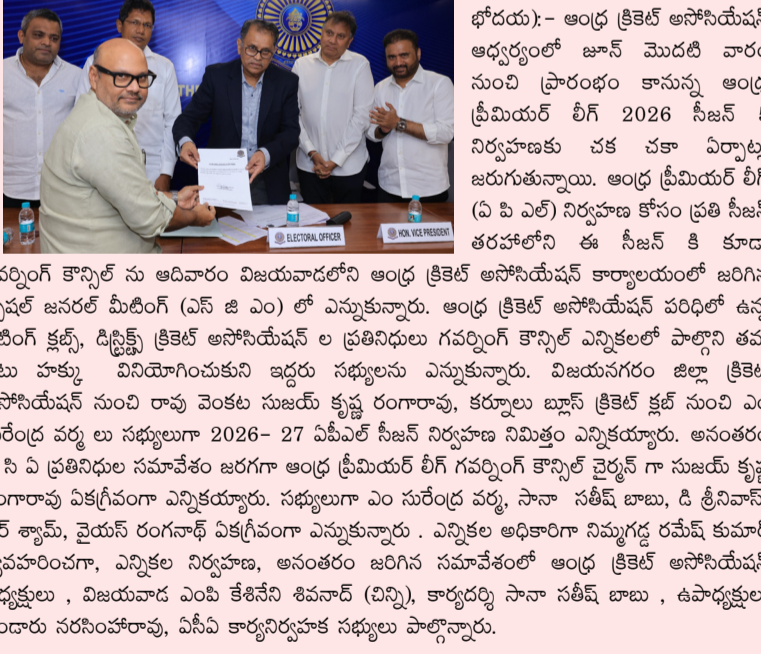 భోదయ):- ఆంధ్ర క్రికెట్ అసోసియేషన్
ఆధ్వర్యంలో జూన్ మొదటి వారం
నుంచి ప్రారంభం కానున్న ఆంధ్ర
ప్రీమియర్ లీగ్ 2026 సీజన్
నిర్వహణకు చక చకా ఏర్పాట్లు
జరుగుతున్నాయి. ఆంధ్ర ప్రీమియర్ లీగ్
(ఏ పి ఎల్) నిర్వహణ కోసం ప్రతి సీజన్
తరహాలోని ఈ సీజన్ కి కూడా
ELECTORAL OFFICER
HON. VICE PRESIDENT
వర్నింగ్ కౌన్సిల్ ను ఆదివారం విజయవాడలోని ఆంధ్ర క్రికెట్ అసోసియేషన్ కార్యాలయంలో జరిగిన
షల్ జనరల్ మీటింగ్ (ఎస్ జి ఎం) లో ఎన్నుకున్నారు. ఆంధ్ర క్రికెట్ అసోసియేషన్ పరిధిలో ఉన్న
టింగ్ క్లబ్స్, డిస్ట్రిక్ట్స్ క్రికెట్ అసోసియేషన్ ల ప్రతినిధులు గవర్నింగ్ కౌన్సిల్ ఎన్నికలలో పాల్గొని తమ
టు హక్కు వినియోగించుకుని ఇద్దరు సభ్యులను ఎన్నుకున్నారు. విజయనగరం జిల్లా క్రికెట్
సోసియేషన్ నుంచి రావు వెంకట సుజయ్ కృష్ణ రంగారావు, కర్నూలు బ్లూస్ క్రికెట్ క్లబ్ నుంచి ఎం
రేంద్ర వర్మ లు సభ్యులుగా 2026- 27 ఏపీఎల్ సీజన్ నిర్వహణ నిమిత్తం ఎన్నికయ్యారు. అనంతరం
సి ఏ ప్రతినిధుల సమావేశం జరగగా ఆంధ్ర ప్రీమియర్ లీగ్ గవర్నింగ్ కౌన్సిల్ చైర్మన్ గా సుజయ్ కృష్ణ
ంగారావు ఏకగ్రీవంగా ఎన్నికయ్యారు. సభ్యులుగా ఎం సురేంద్ర వర్మ, సానా సతీష్ బాబు, డి శ్రీనివాస్,
ర్ శ్యామ్, వైయస్ రంగనాథ్ ఏకగ్రీవంగా ఎన్నుకున్నారు . ఎన్నికల అధికారిగా నిమ్మగడ్డ రమేష్ కుమార్
్యవహరించగా, ఎన్నికల నిర్వహణ, అనంతరం జరిగిన సమావేశంలో ఆంధ్ర క్రికెట్ అసోసియేషన్
ధ్యక్షులు , విజయవాడ ఎంపి కేశినేని శివనాద్ (చిన్ని), కార్యదర్శి సానా సతీష్ బాబు , ఉపాధ్యక్షులు
ండారు నరసింహారావు, ఏసీఏ కార్యనిర్వహక సభ్యులు పాల్గొన్నారు.